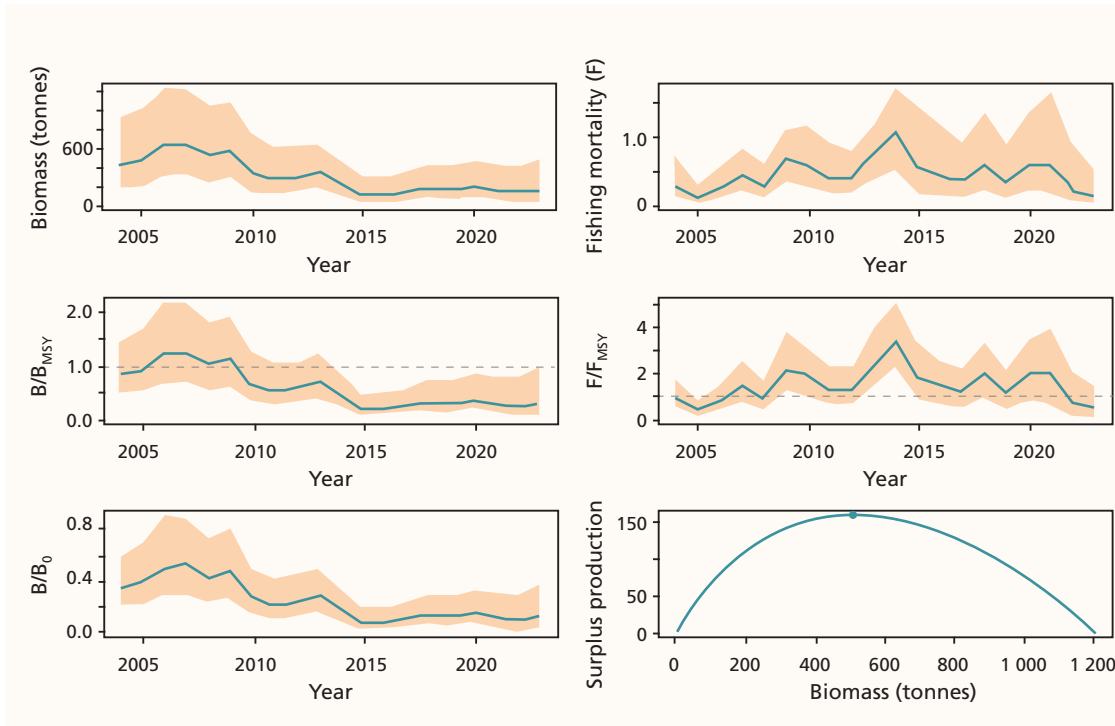 Biomass (tonnes)
600
0
2005 2010 2015 2020
Year
Fishing mortality (F)
1.0
0
2005 2010 2015 2020
Year
B/B_MSY
2.0
1.0
0.0
2005 2010 2015 2020
Year
F/F_MSY
4
2
0
2005 2010 2015 2020
Year
B/B_0
0.8
0.4
0.0
2005 2010 2015 2020
Year
Surplus production
150
50
0
0 200 400 600 800 1 000 1 200
Biomass (tonnes)